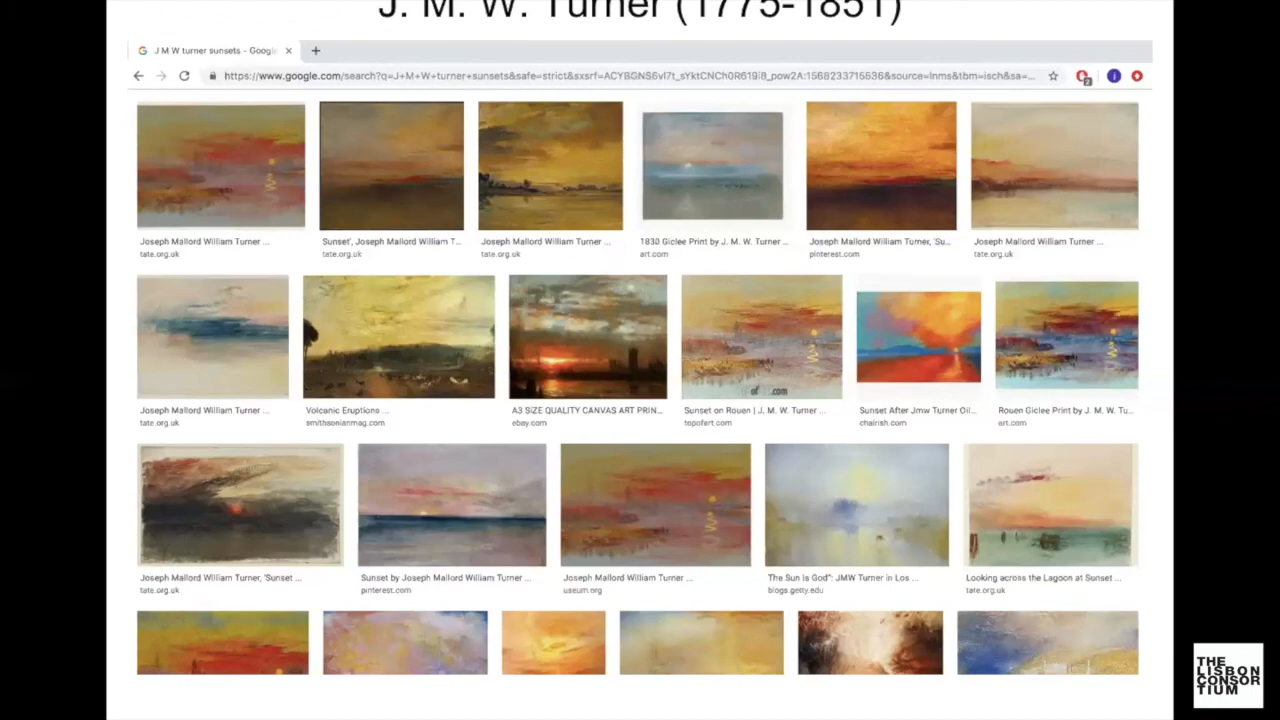 J. M. W. Turner (1775-1851)
J M W turner sunsets - Google
https://www.google.com/search?q=J+M+W+turner+sunsets&safe=strict&sxsrf=
Joseph Mallord William Turner ...
Sunset', Joseph Mallord William T...
Joseph Mallord William Turner ...
1830 Giclee Print by J. M. W. Turner ...
Joseph Mallord William Turner, 'Su...
Joseph Mallord William Turner ...
tate.org.uk
tate.org.uk
tate.org.uk
art.com
pinterest.com
tate.org.uk
Joseph Mallord William Turner ...
Volcanic Eruptions ...
A3 SIZE QUALITY CANVAS ART PRIN...
Sunset on Rouen | J. M. W. Turner ...
Sunset After Jmw Turner Oil...
Rouen Giclee Print by J. M. W. Tu...
tate.org.uk
smithsonianmag.com
ebay.com
topofart.com
chairish.com
art.com
Joseph Mallord William Turner, 'Sunset ...
Sunset by Joseph Mallord William Turner ...
Joseph Mallord William Turner ...
The Sun is God": JMW Turner in Los ...
Looking across the Lagoon at Sunset ...
tate.org.uk
pinterest.com
useum.org
blogs.getty.edu
tate.org.uk
THE
LISBON
CONSOR
TIUM